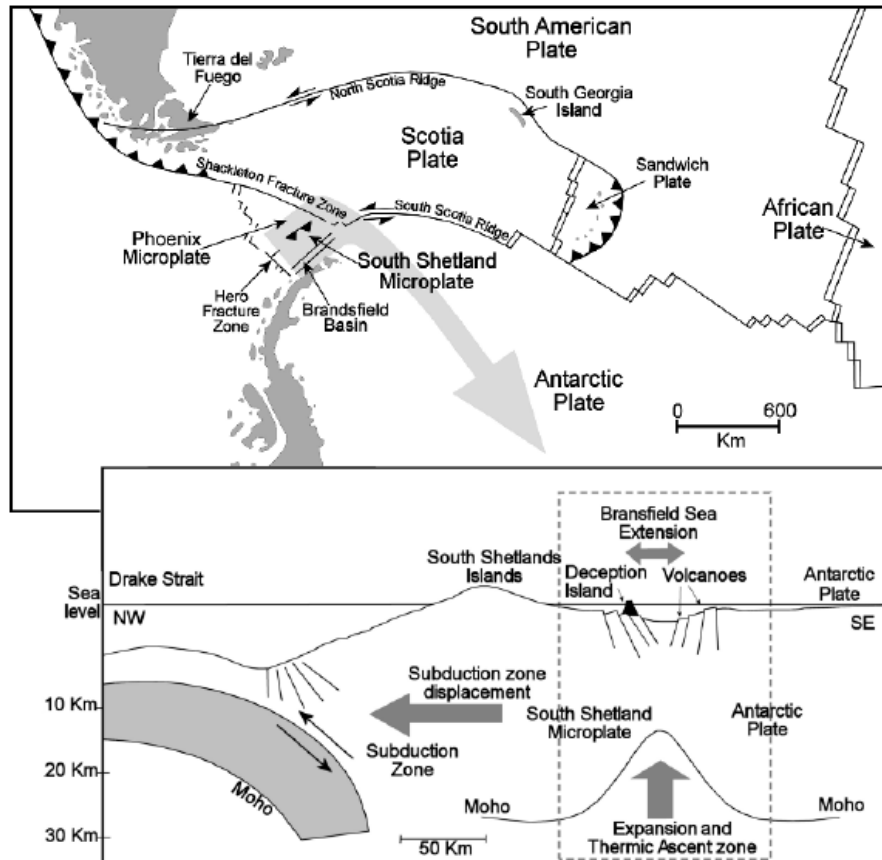 South American
Plate
Tierra del
Fuego
North Scotia Ridge
South Georgia
Island
Scotia
Plate
Sandwich
Plate
Shackleton Fracture Zone
South Scotia Ridge
African
Plate
Phoenix
Microplate
South Shetland
Microplate
Hero
Fracture
Zone
Brandsfield
Basin
Antarctic
Plate
0 600
Km
Bransfield Sea
Extension
South Shetlands
Islands
Deception
Island
Volcanoes
Antarctic
Plate
Drake Strait
Sea
level
NW
SE
Subduction zone
displacement
10 Km
South Shetland
Microplate
Antarctic
Plate
Subduction
Zone
20 Km
Moho
Moho
Moho
30 Km
50 Km
Expansion and
Thermic Ascent zone